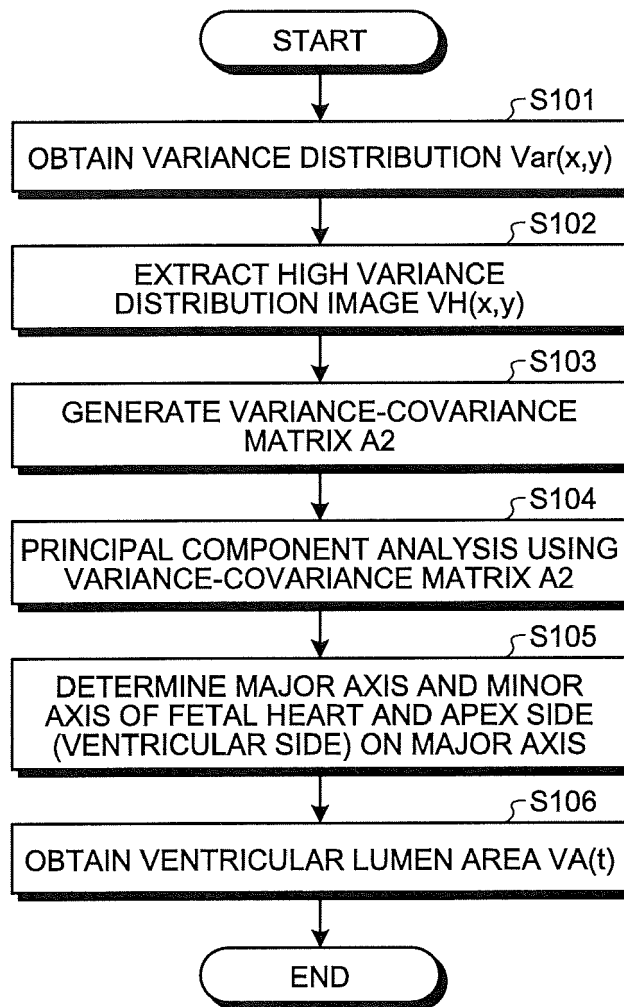 START
S101
OBTAIN VARIANCE DISTRIBUTION Var(x,y)
S102
EXTRACT HIGH VARIANCE
DISTRIBUTION IMAGE VH(x,y)
S103
GENERATE VARIANCE-COVARIANCE
MATRIX A2
S104
PRINCIPAL COMPONENT ANALYSIS USING
VARIANCE-COVARIANCE MATRIX A2
S105
DETERMINE MAJOR AXIS AND MINOR
AXIS OF FETAL HEART AND APEX SIDE
(VENTRICULAR SIDE) ON MAJOR AXIS
S106
OBTAIN VENTRICULAR LUMEN AREA VA(t)
END